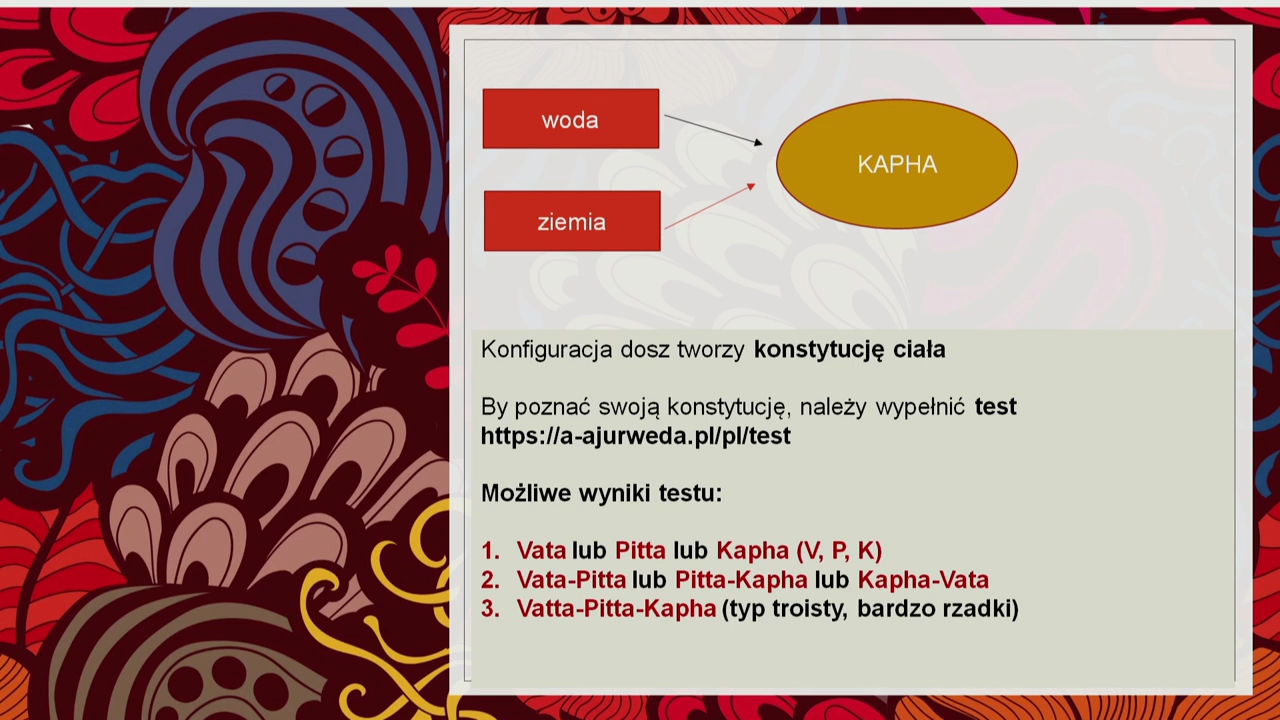 woda
KAPHA
ziemia
Konfiguracja dosz tworzy konstytucję ciała
By poznać swoją konstytucję, należy wypełnić test
https://a-ajurweda.pl/pl/test
Możliwe wyniki testu:
1. Vata lub Pitta lub Kapha (V, P, K)
2. Vata-Pitta lub Pitta-Kapha lub Kapha-Vata
3. Vatta-Pitta-Kapha (typ troisty, bardzo rzadki)